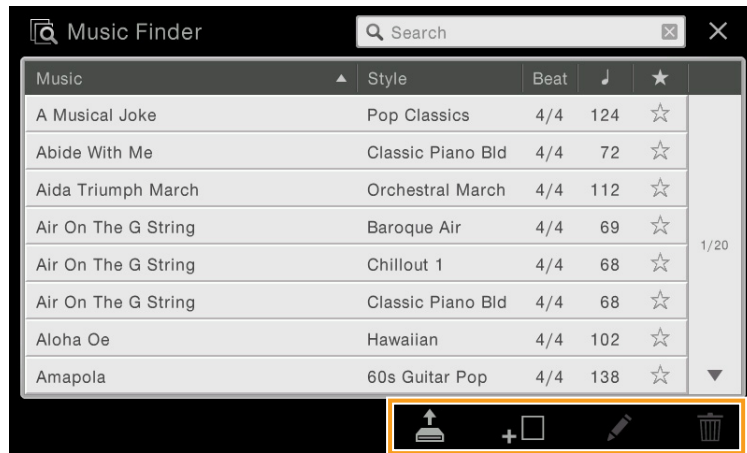 Music Finder Search
Music ▲ Style Beat ♩ ★
A Musical Joke Pop Classics 4/4 124 ☆
Abide With Me Classic Piano Bld 4/4 72 ☆
Aida Triumph March Orchestral March 4/4 112 ☆
Air On The G String Baroque Air 4/4 69 ☆
Air On The G String Chillout 1 4/4 68 ☆
1/20
Air On The G String Classic Piano Bld 4/4 68 ☆
Aloha Oe Hawaiian 4/4 102 ☆
Amapola 60s Guitar Pop 4/4 138 ☆ ▼